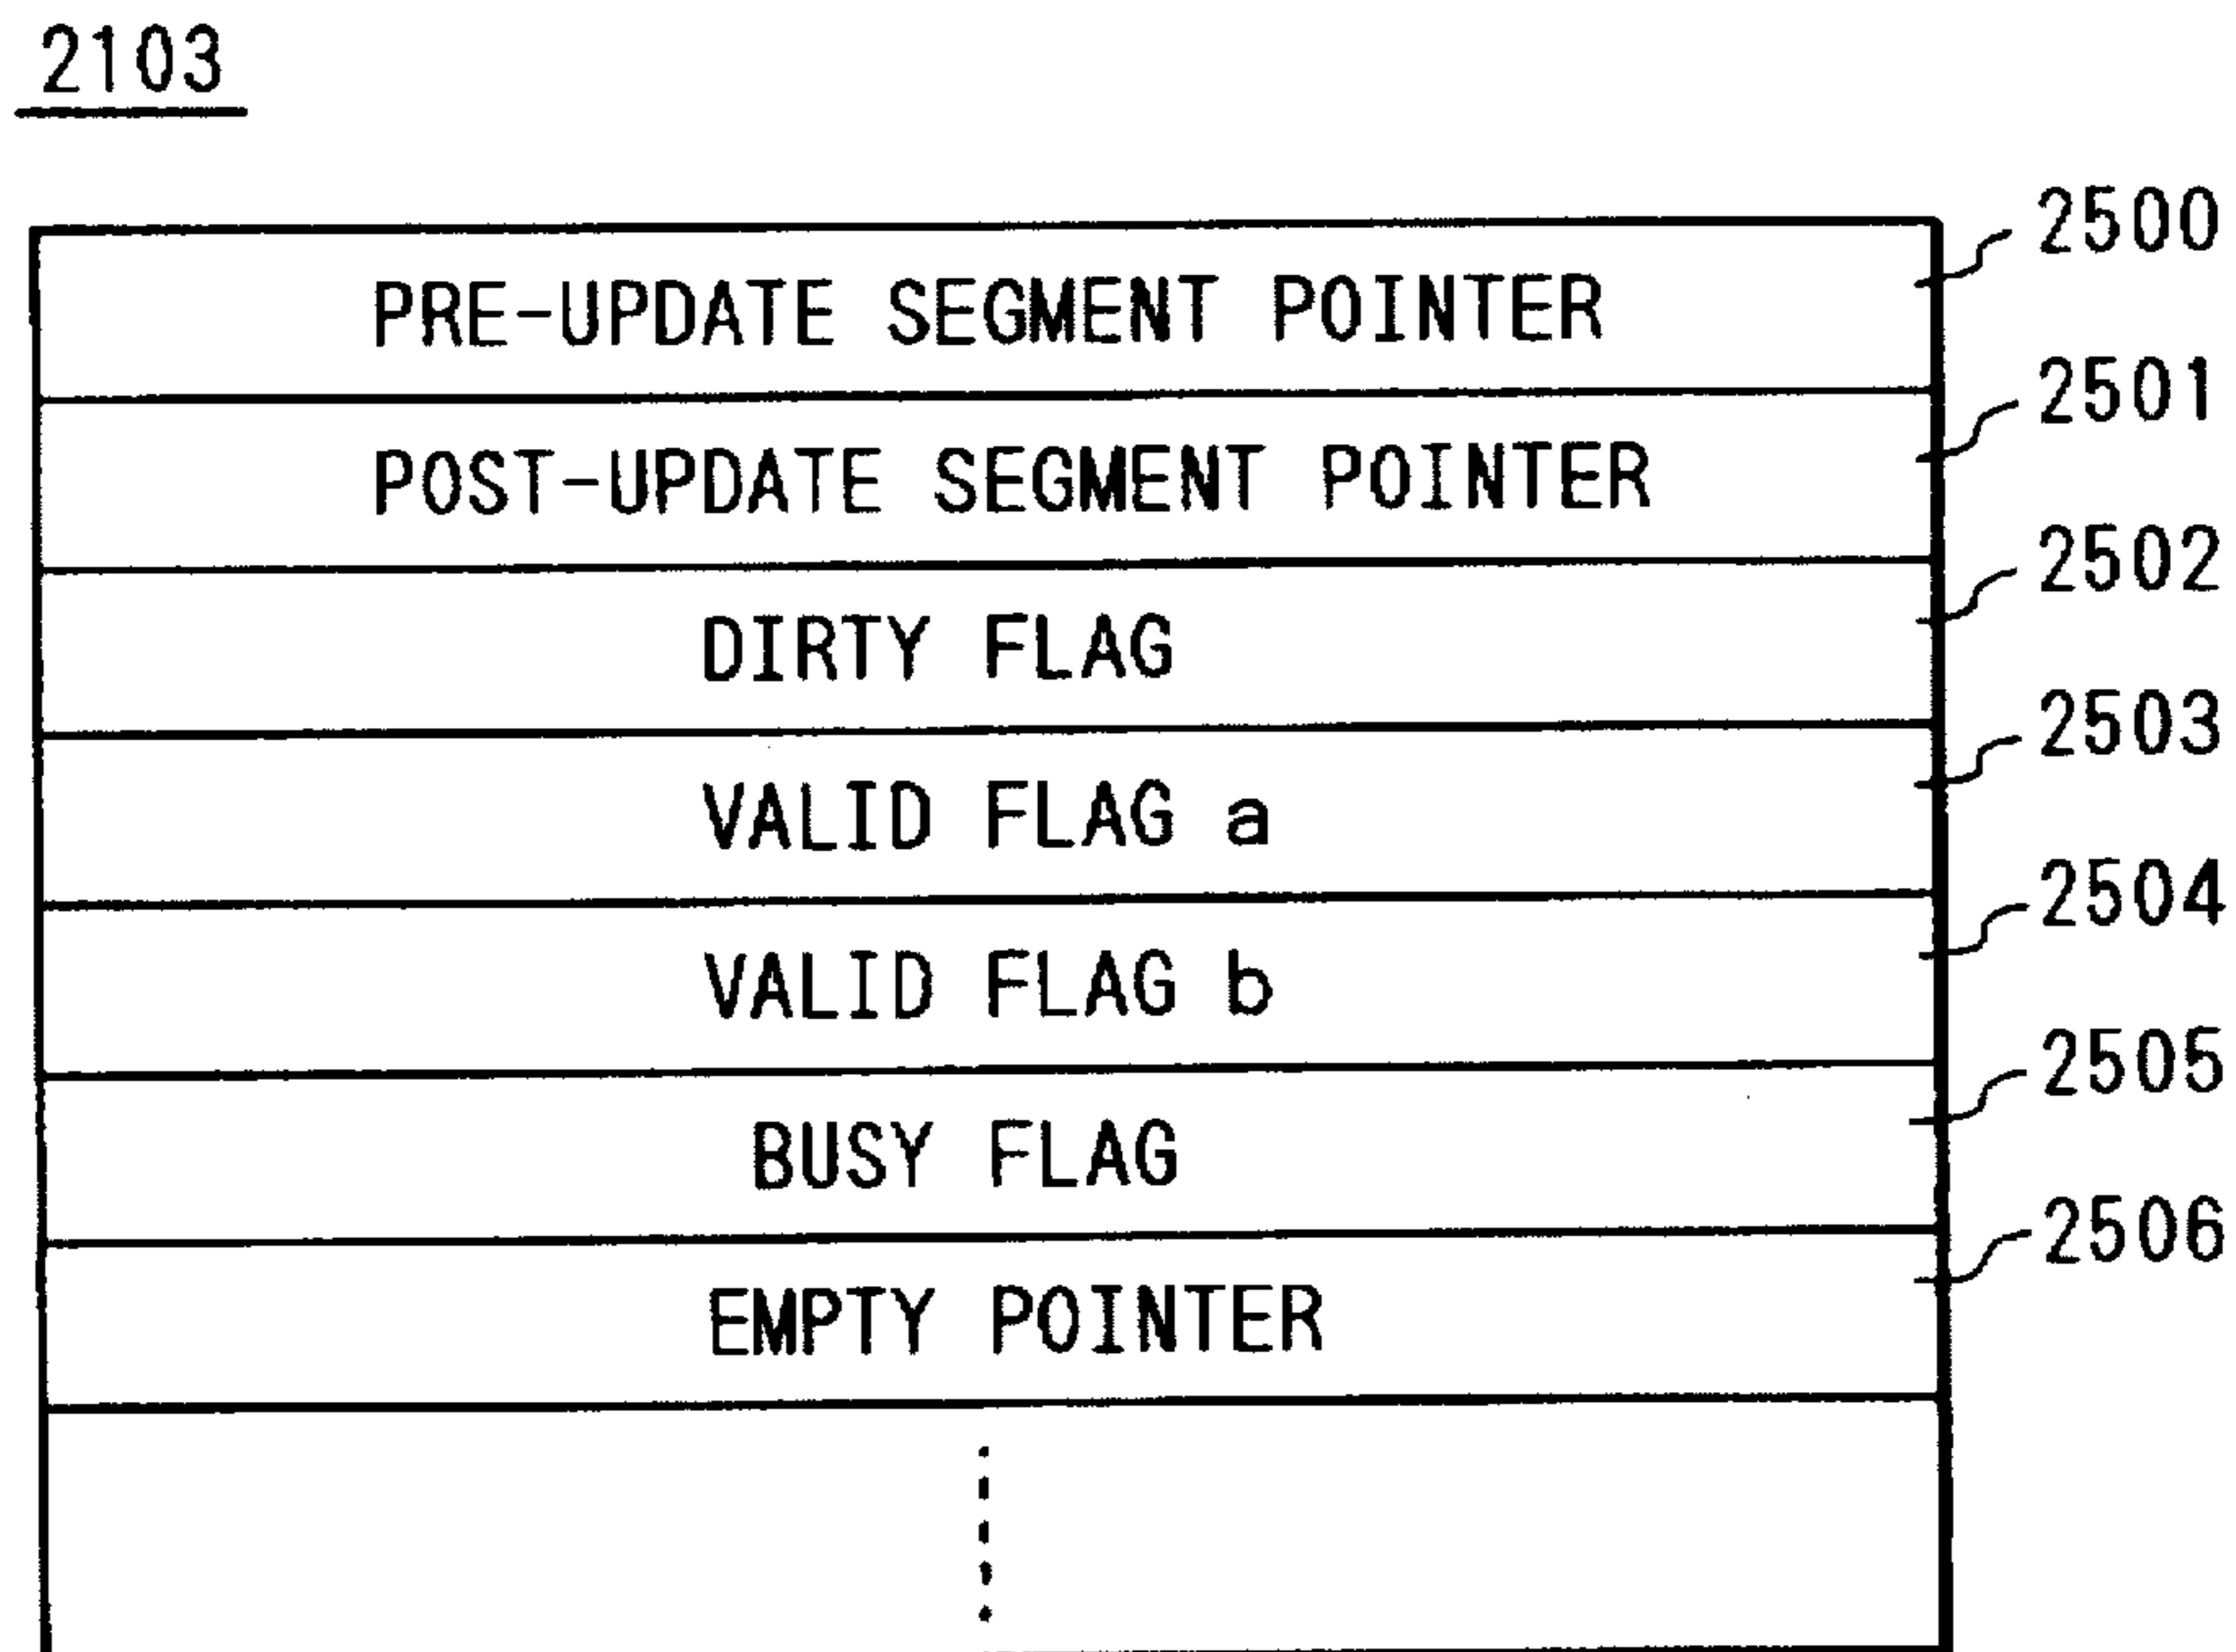 2103
PRE-UPDATE SEGMENT POINTER 2500
POST-UPDATE SEGMENT POINTER 2501
DIRTY FLAG 2502
VALID FLAG a 2503
VALID FLAG b 2504
BUSY FLAG 2505
EMPTY POINTER 2506